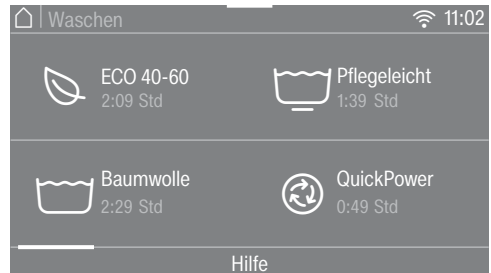 Waschen 11:02
ECO 40-60 Pflegeleicht
2:09 Std 1:39 Std
Baumwolle QuickPower
2:29 Std 0:49 Std
Hilfe